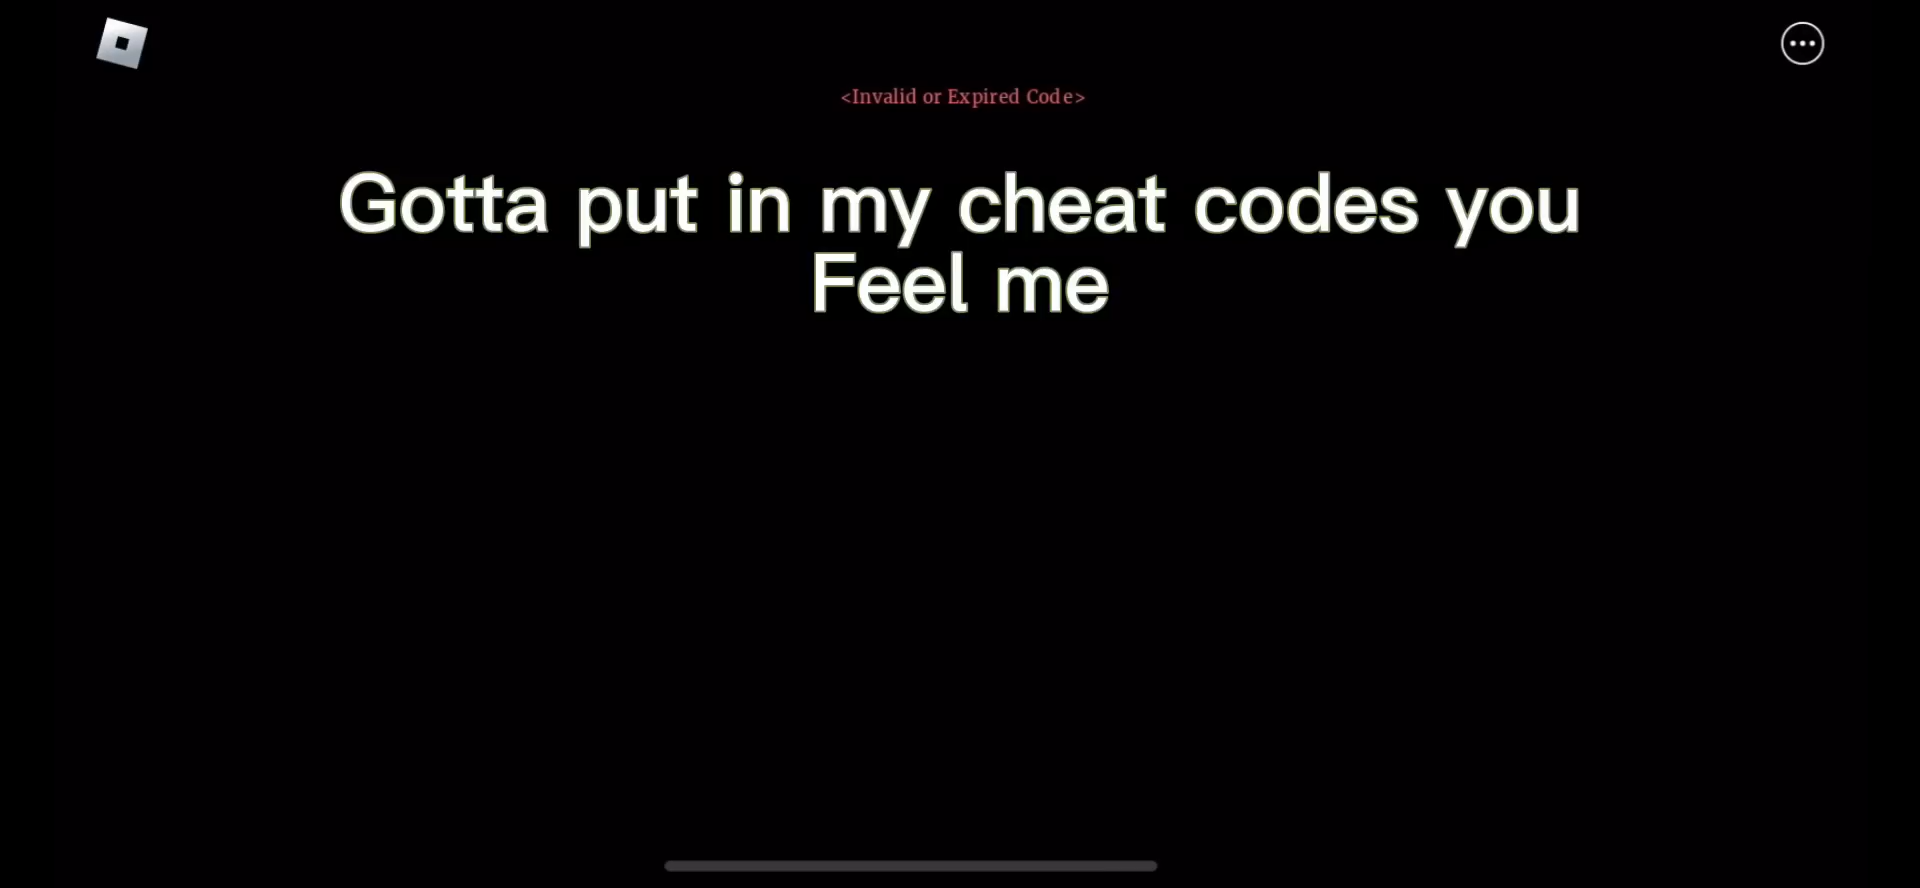 <Invalid or Expired Code>
Gotta put in my cheat codes you
Feel me